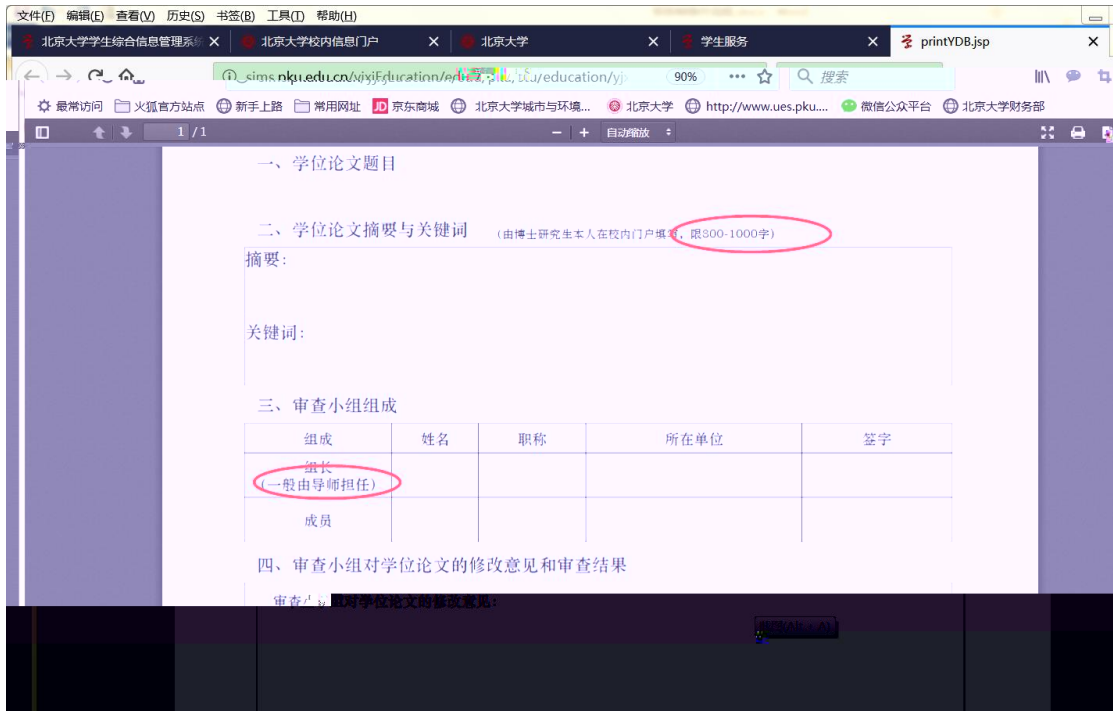 文件(F) 编辑(E) 查看(V) 历史(S) 书签(B) 工具(T) 帮助(H)
北京大学学生综合信息管理系统 × 北京大学校内信息门户 × 北京大学 × 学生服务 × printYDB.jsp ×
90% 搜索
最常访问 火狐官方站点 新手上路 常用网址 JD 京东商城 北京大学城市与环境... 北京大学 http://www.ues.pku.... 微信公众平台 北京大学财务部
1 / 1 — + 自动缩放
一、学位论文题目
二、学位论文摘要与关键词 (由博士研究生本人在校内门户填写，限800-1000字)
摘要:
关键词:
三、审查小组组成
组成 姓名 职称 所在单位 签字
组长
(一般由导师担任)
成员
四、审查小组对学位论文的修改意见和审查结果
审查小组对学位论文的修改意见: